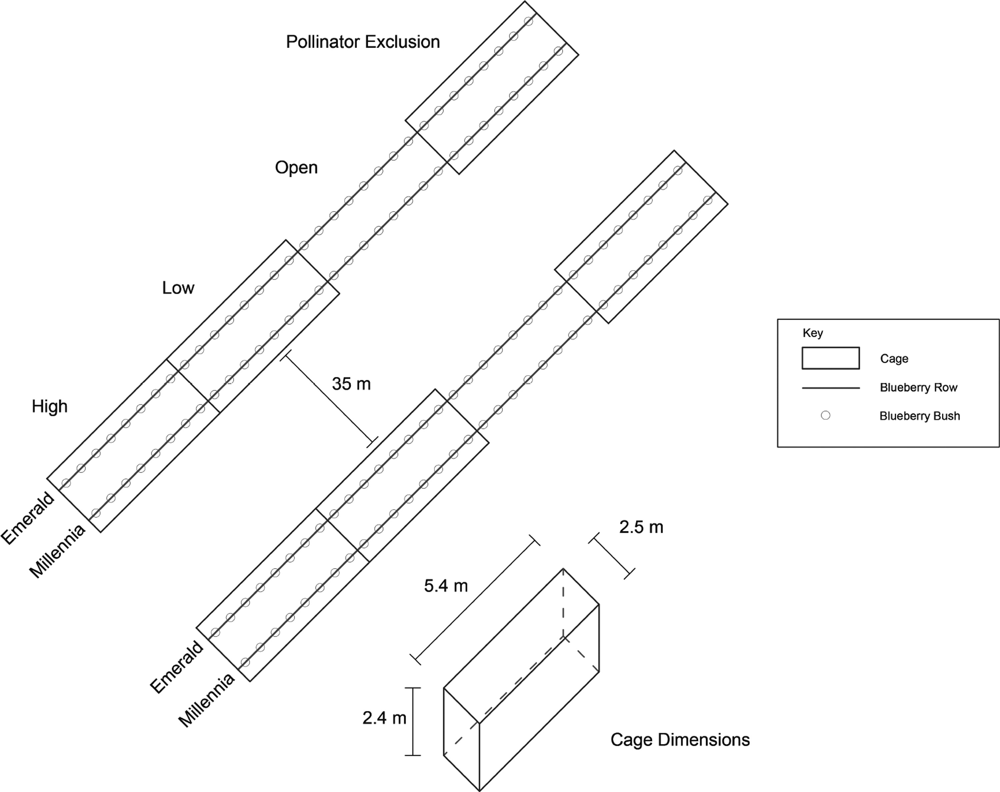 Pollinator Exclusion
Open
Low
High
35 m
Emerald
Millennia
Emerald
Millennia
Key
Cage
Blueberry Row
Blueberry Bush
2.5 m
5.4 m
2.4 m
Cage Dimensions